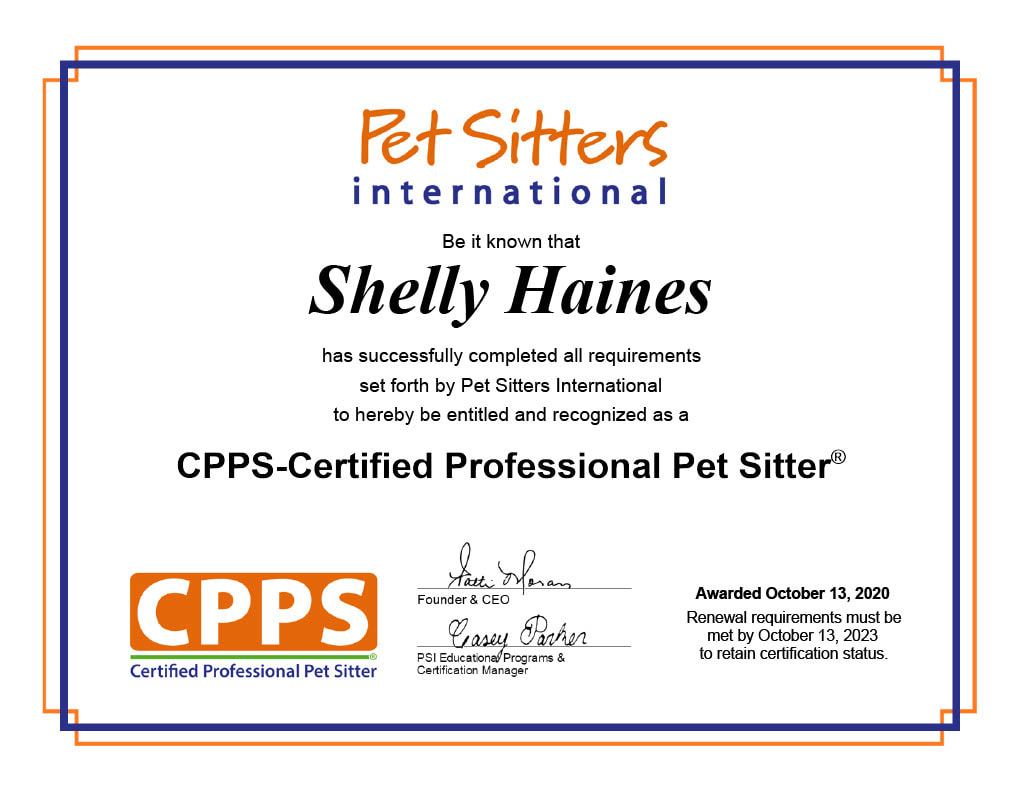 Pet Sitters
international
Be it known that
Shelly Haines
has successfully completed all requirements
set forth by Pet Sitters International
to hereby be entitled and recognized as a
CPPS-Certified Professional Pet Sitter®
CPPS®
Certified Professional Pet Sitter
Patti Moran
Founder & CEO
Casey Parker
PSI Educational Programs &
Certification Manager
Awarded October 13, 2020
Renewal requirements must be
met by October 13, 2023
to retain certification status.